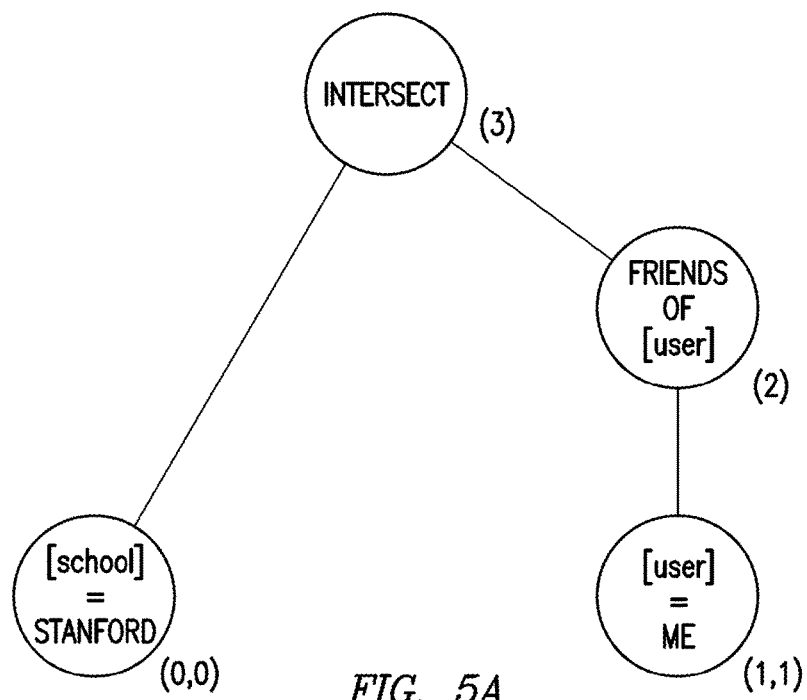 INTERSECT
(3)
FRIENDS
OF
[user]
(2)
[school]
=
STANFORD
(0,0)
[user]
=
ME
(1,1)
FIG. 5A